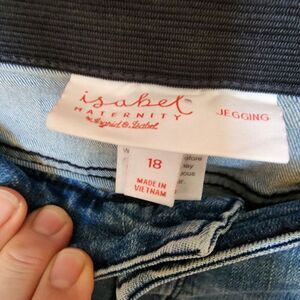 isabel
MATERNITY
by Ingrid & Isabel
JEGGING
18
MADE IN
VIETNAM